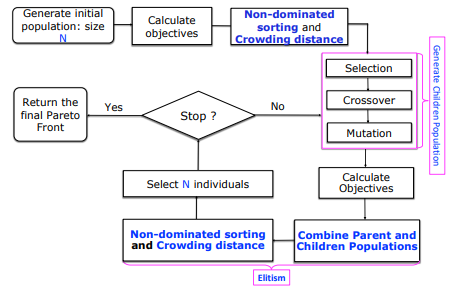 Generate initial
population: size
N
Calculate
objectives
Non-dominated
sorting and
Crowding distance
Selection
Crossover
Mutation
Generate Children Population
Return the
final Pareto
Front
Yes
Stop ?
No
Calculate
Objectives
Select N individuals
Non-dominated sorting
and Crowding distance
Combine Parent and
Children Populations
Elitism